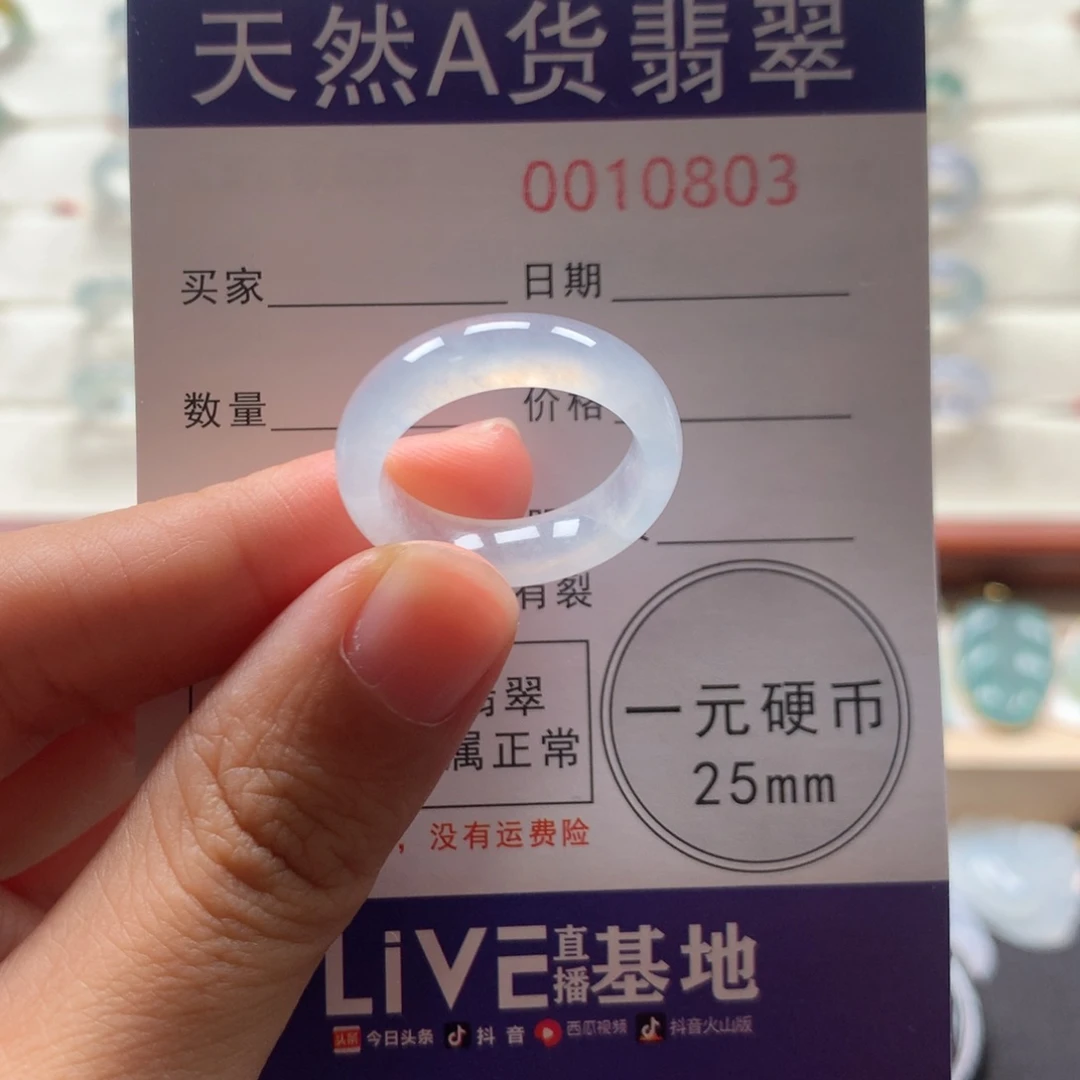 天然A货翡翠
0010803
买家 日期
数量 价格
有裂
翠
属正常
一元硬币
25mm
，没有运费险
LiVE直播基地
头条 今日头条 抖音 西瓜视频 抖音火山版